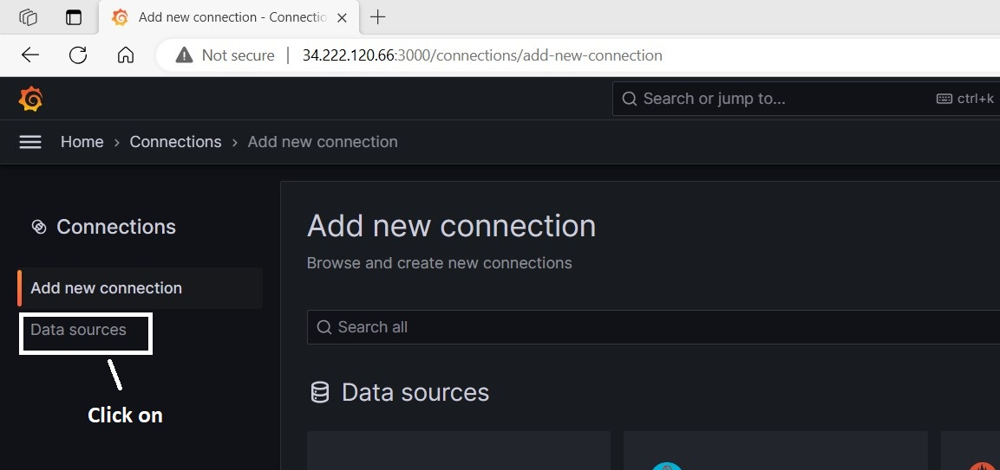 Add new connection - Connectio
Not secure | 34.222.120.66:3000/connections/add-new-connection
Search or jump to... ctrl+k
Home › Connections › Add new connection
Connections
Add new connection
Data sources
Click on
Add new connection
Browse and create new connections
Search all
Data sources